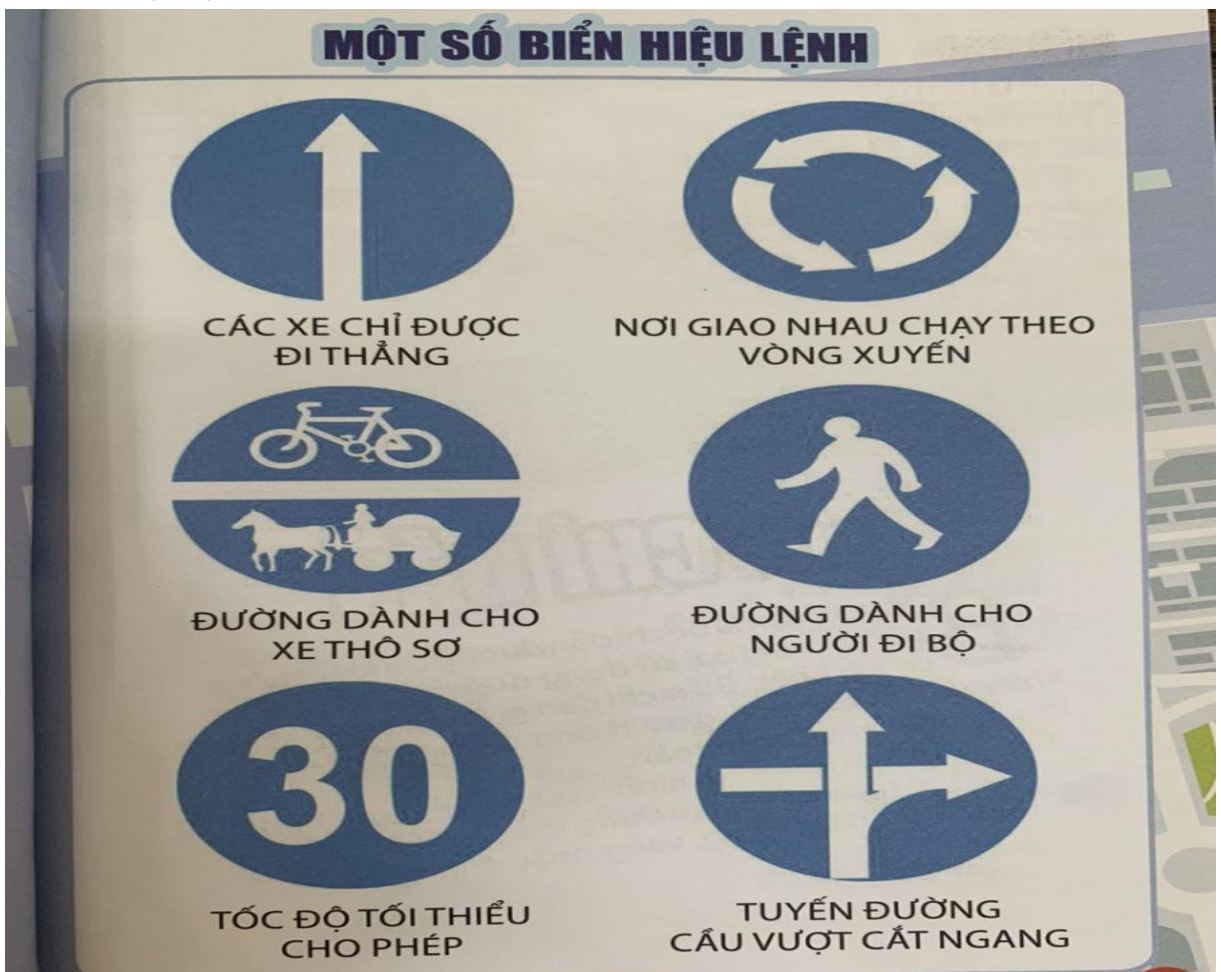 MỘT SỐ BIỂN HIỆU LỆNH
CÁC XE CHỈ ĐƯỢC
ĐI THẲNG
NƠI GIAO NHAU CHẠY THEO
VÒNG XUYẾN
ĐƯỜNG DÀNH CHO
XE THÔ SƠ
ĐƯỜNG DÀNH CHO
NGƯỜI ĐI BỘ
30
TỐC ĐỘ TỐI THIỂU
CHO PHÉP
TUYẾN ĐƯỜNG
CẦU VƯỢT CẮT NGANG